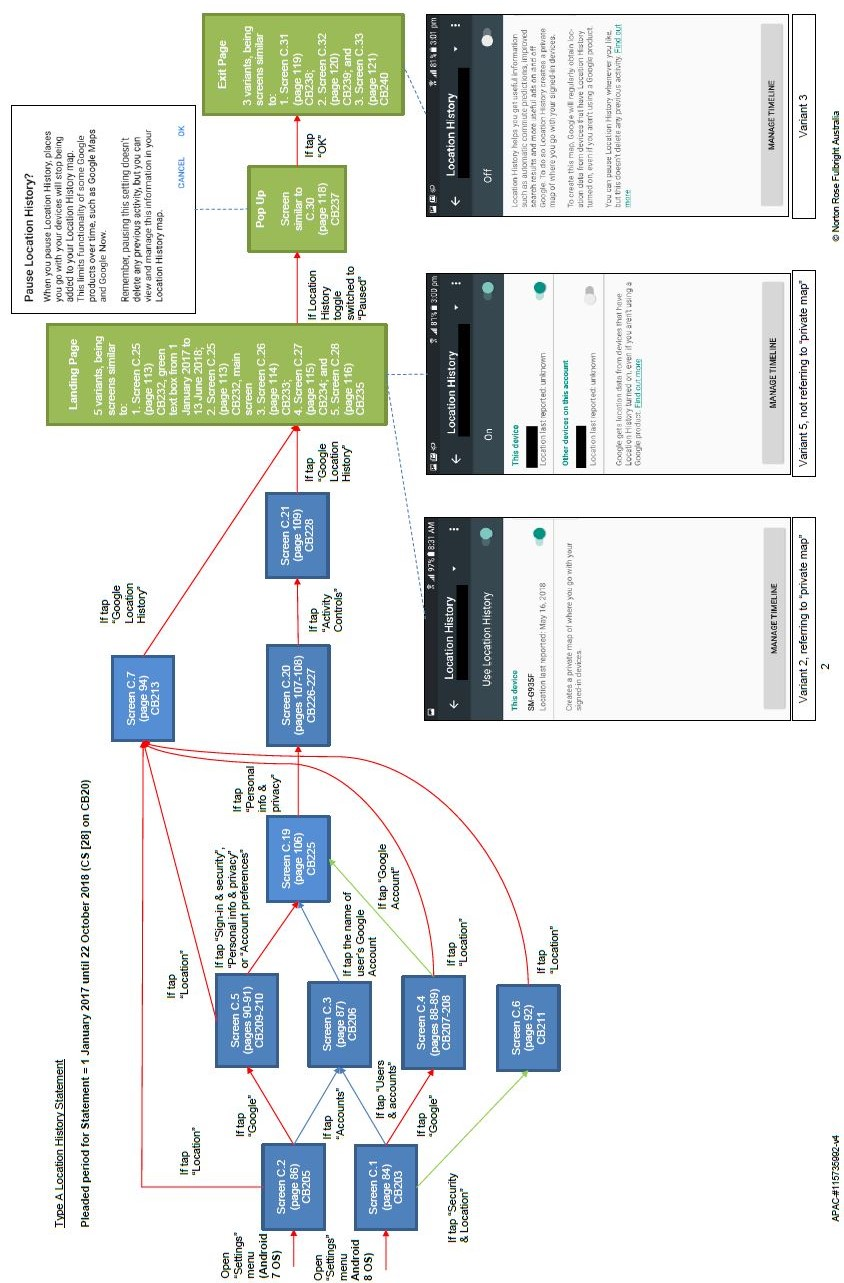 Type A Location History Statement
Pleaded period for Statement = 1 January 2017 until 22 October 2018 (CS [28] on CB20)
Open
"Settings"
menu
(Android
7 OS)
Open
"Settings"
menu
Android
8 OS)
Screen C.2
(page 86)
CB205
Screen C.1
(page 84)
CB203
If tap
"Location"
If tap
"Google"
If tap
"Accounts"
If tap "Users
& accounts"
If tap
"Google"
If tap "Security
& Location"
Screen C.5
(pages 90-91)
CB209-210
Screen C.3
(page 87)
CB206
Screen C.4
(pages 88-89)
CB207-208
Screen C.6
(page 92)
CB211
If tap
"Location"
If tap "Sign-in & security",
"Personal info & privacy"
or "Account preferences"
If tap the name of
user's Google
Account
If tap "Google
Account"
If tap
"Location"
If tap
"Location"
Screen C.19
(page 106)
CB225
If tap
"Personal
info &
privacy"
Screen C.7
(page 94)
CB213
Screen C.20
(pages 107-108)
CB226-227
If tap
"Activity
Controls"
Screen C.21
(page 109)
CB228
If tap
"Google
Location
History"
If tap
"Google
Location
History"
Landing Page
5 variants, being
screens similar
to:
1. Screen C.25
(page 113)
CB232, green
text box from 1
January 2017 to
13 June 2018;
2. Screen C.25
(page 113)
CB232, main
screen
3. Screen C.26
(page 114)
CB233;
4. Screen C.27
(page 115)
CB234; and
5. Screen C.28
(page 116)
CB235
If Location
History
toggle
switched to
"Paused"
Pop Up
Screen
similar to
C.30
(page 118)
CB237
If tap
"OK"
Exit Page
3 variants, being
screens similar
to:
1. Screen C.31
(page 119)
CB238;
2. Screen C.32
(page 120)
CB239; and
3. Screen C.33
(page 121)
CB240
Pause Location History?
When you pause Location History, places
you go with your devices will stop being
added to your Location History map.
This limits functionality of some Google
products over time, such as Google Maps
and Google Now.
Remember, pausing this setting doesn't
delete any previous activity, but you can
view and manage this information in your
Location History map.
CANCEL OK
97% 8:31 AM
Location History
Use Location History
This device
SM-G935F
Location last reported: May 16, 2018
Creates a private map of where you go with your
signed-in devices.
MANAGE TIMELINE
Variant 2, referring to "private map"
81% 3:00 pm
Location History
On
This device
Location last reported: unknown
Other devices on this account
Location last reported: unknown
Google gets location data from devices that have
Location History turned on, even if you aren't using a
Google product. Find out more
MANAGE TIMELINE
Variant 5, not referring to "private map"
81% 3:01 pm
Location History
Off
Location History helps you get useful information
such as automatic commute predictions, improved
search results and more useful ads on and off
Google. To do so Location History creates a private
map of where you go with your signed-in devices.
To create this map, Google will regularly obtain loc-
ation data from devices that have Location History
turned on, even if you aren't using a Google product.
You can pause Location History whenever you like,
but this doesn't delete any previous activity. Find out
more
MANAGE TIMELINE
Variant 3
2
APAC-#115735992-v4
© Norton Rose Fulbright Australia